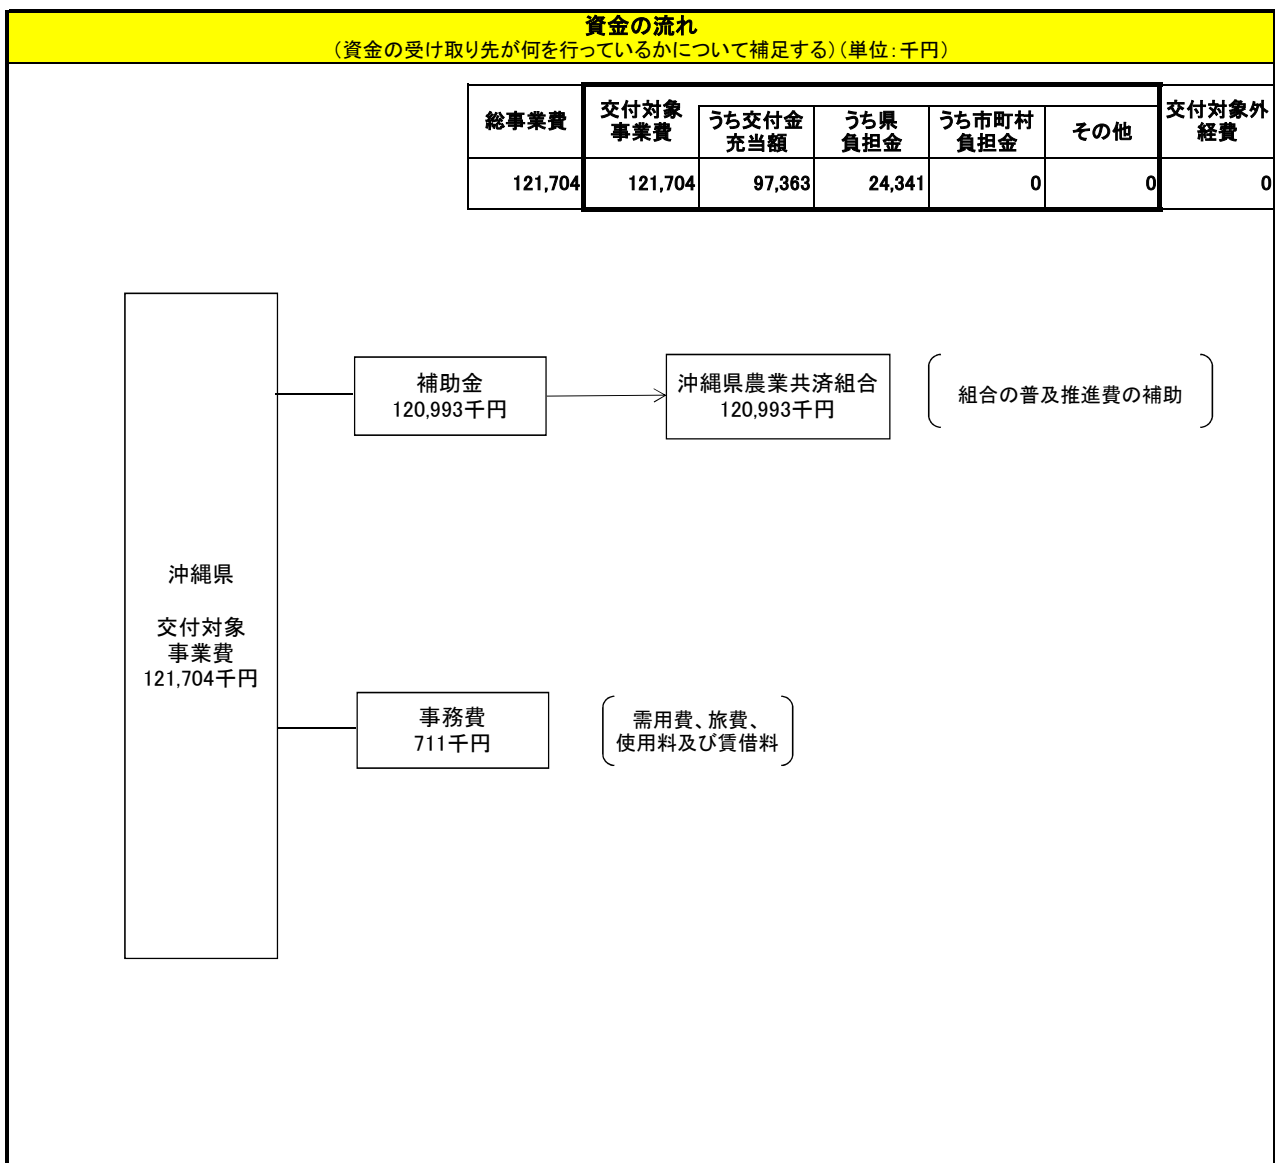 資金の流れ
（資金の受け取り先が何を行っているかについて補足する）（単位：千円）
総事業費
交付対象
事業費
うち交付金
充当額
うち県
負担金
うち市町村
負担金
その他
交付対象外
経費
121,704
121,704
97,363
24,341
0
0
0
補助金
120,993千円
沖縄県農業共済組合
120,993千円
組合の普及推進費の補助
沖縄県
交付対象
事業費
121,704千円
事務費
711千円
需用費、旅費、
使用料及び賃借料